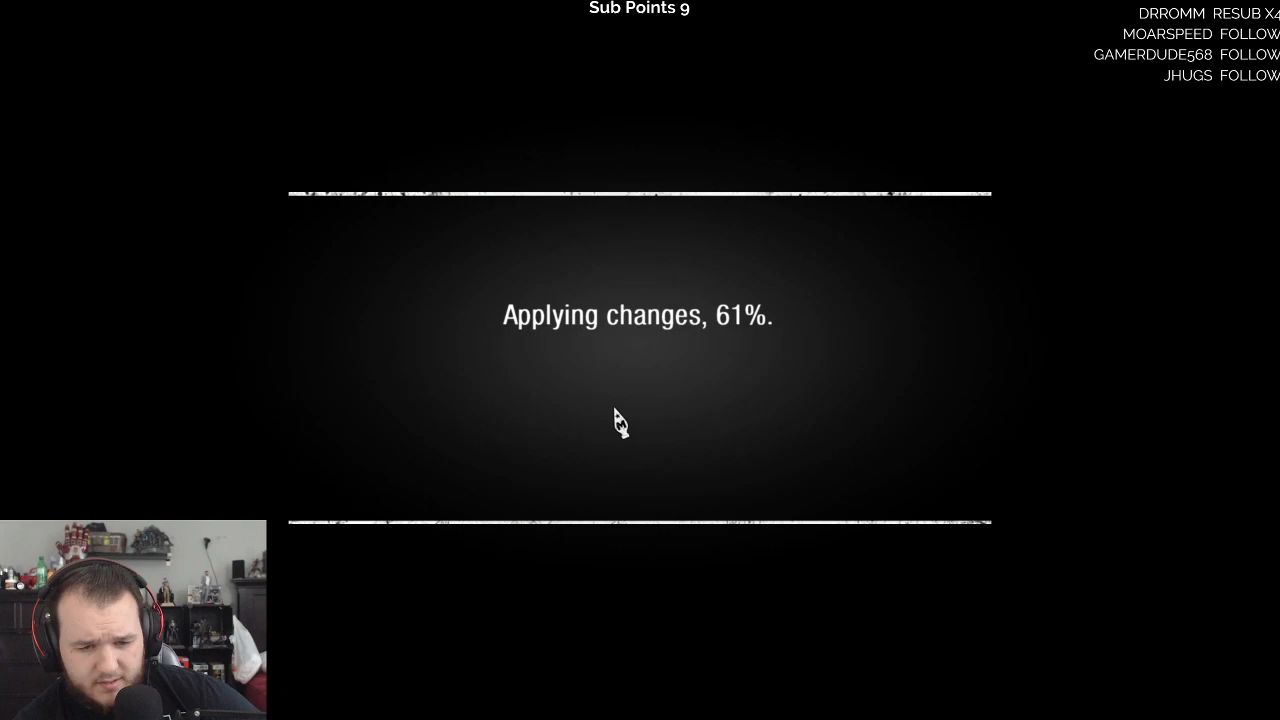 Sub Points 9
DRROMM RESUB X4
MOARSPEED FOLLOW
GAMERDUDE568 FOLLOW
JHUGS FOLLOW
Applying changes, 61%.